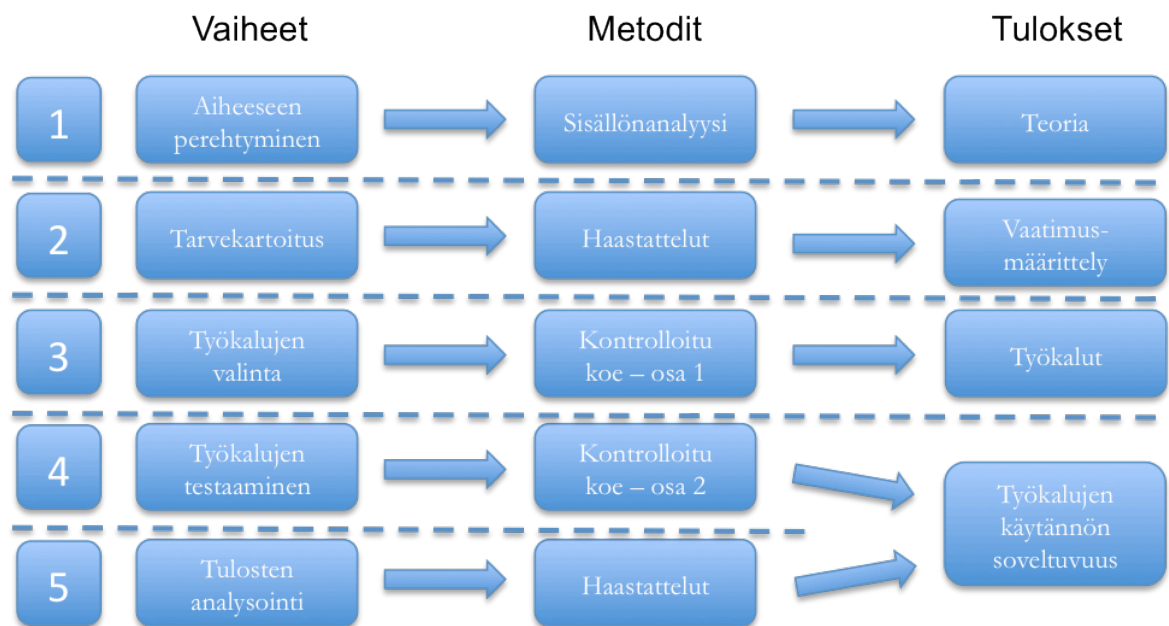 Vaiheet
Metodit
Tulokset
1
Aiheeseen
perehtyminen
Sisällönanalyysi
Teoria
2
Tarvekartoitus
Haastattelut
Vaatimus-
määrittely
3
Työkalujen
valinta
Kontrolloitu
koe – osa 1
Työkalut
4
Työkalujen
testaaminen
Kontrolloitu
koe – osa 2
Työkalujen
käytännön
soveltuvuus
5
Tulosten
analysointi
Haastattelut